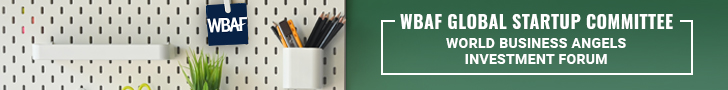 WBAF
WBAF GLOBAL STARTUP COMMITTEE
WORLD BUSINESS ANGELS
INVESTMENT FORUM